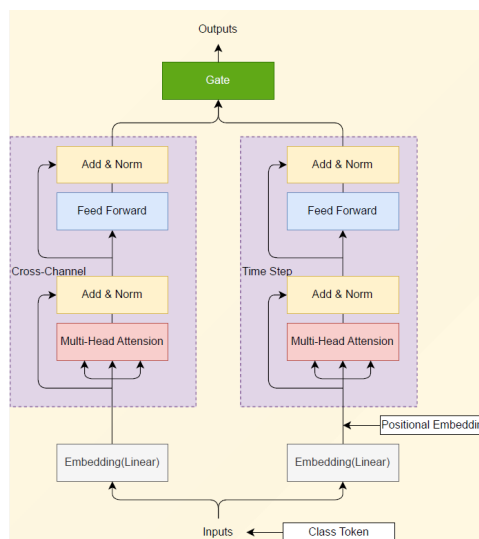 Outputs
Gate
Add & Norm
Add & Norm
Feed Forward
Feed Forward
Cross-Channel
Time Step
Add & Norm
Add & Norm
Multi-Head Attension
Multi-Head Attension
Positional Embeddin
Embedding(Linear)
Embedding(Linear)
Inputs
Class Token